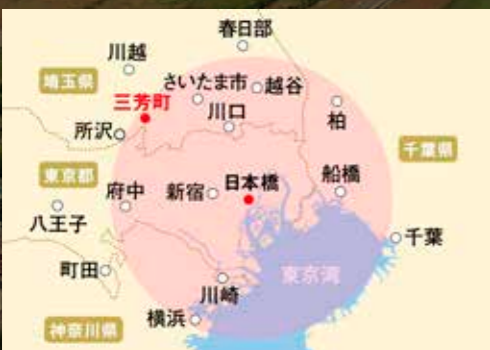 春日部
川越
埼玉県
さいたま市
越谷
三芳町
川口
柏
所沢
千葉県
東京都
府中
新宿
日本橋
船橋
八王子
千葉
町田
東京湾
川崎
横浜
神奈川県